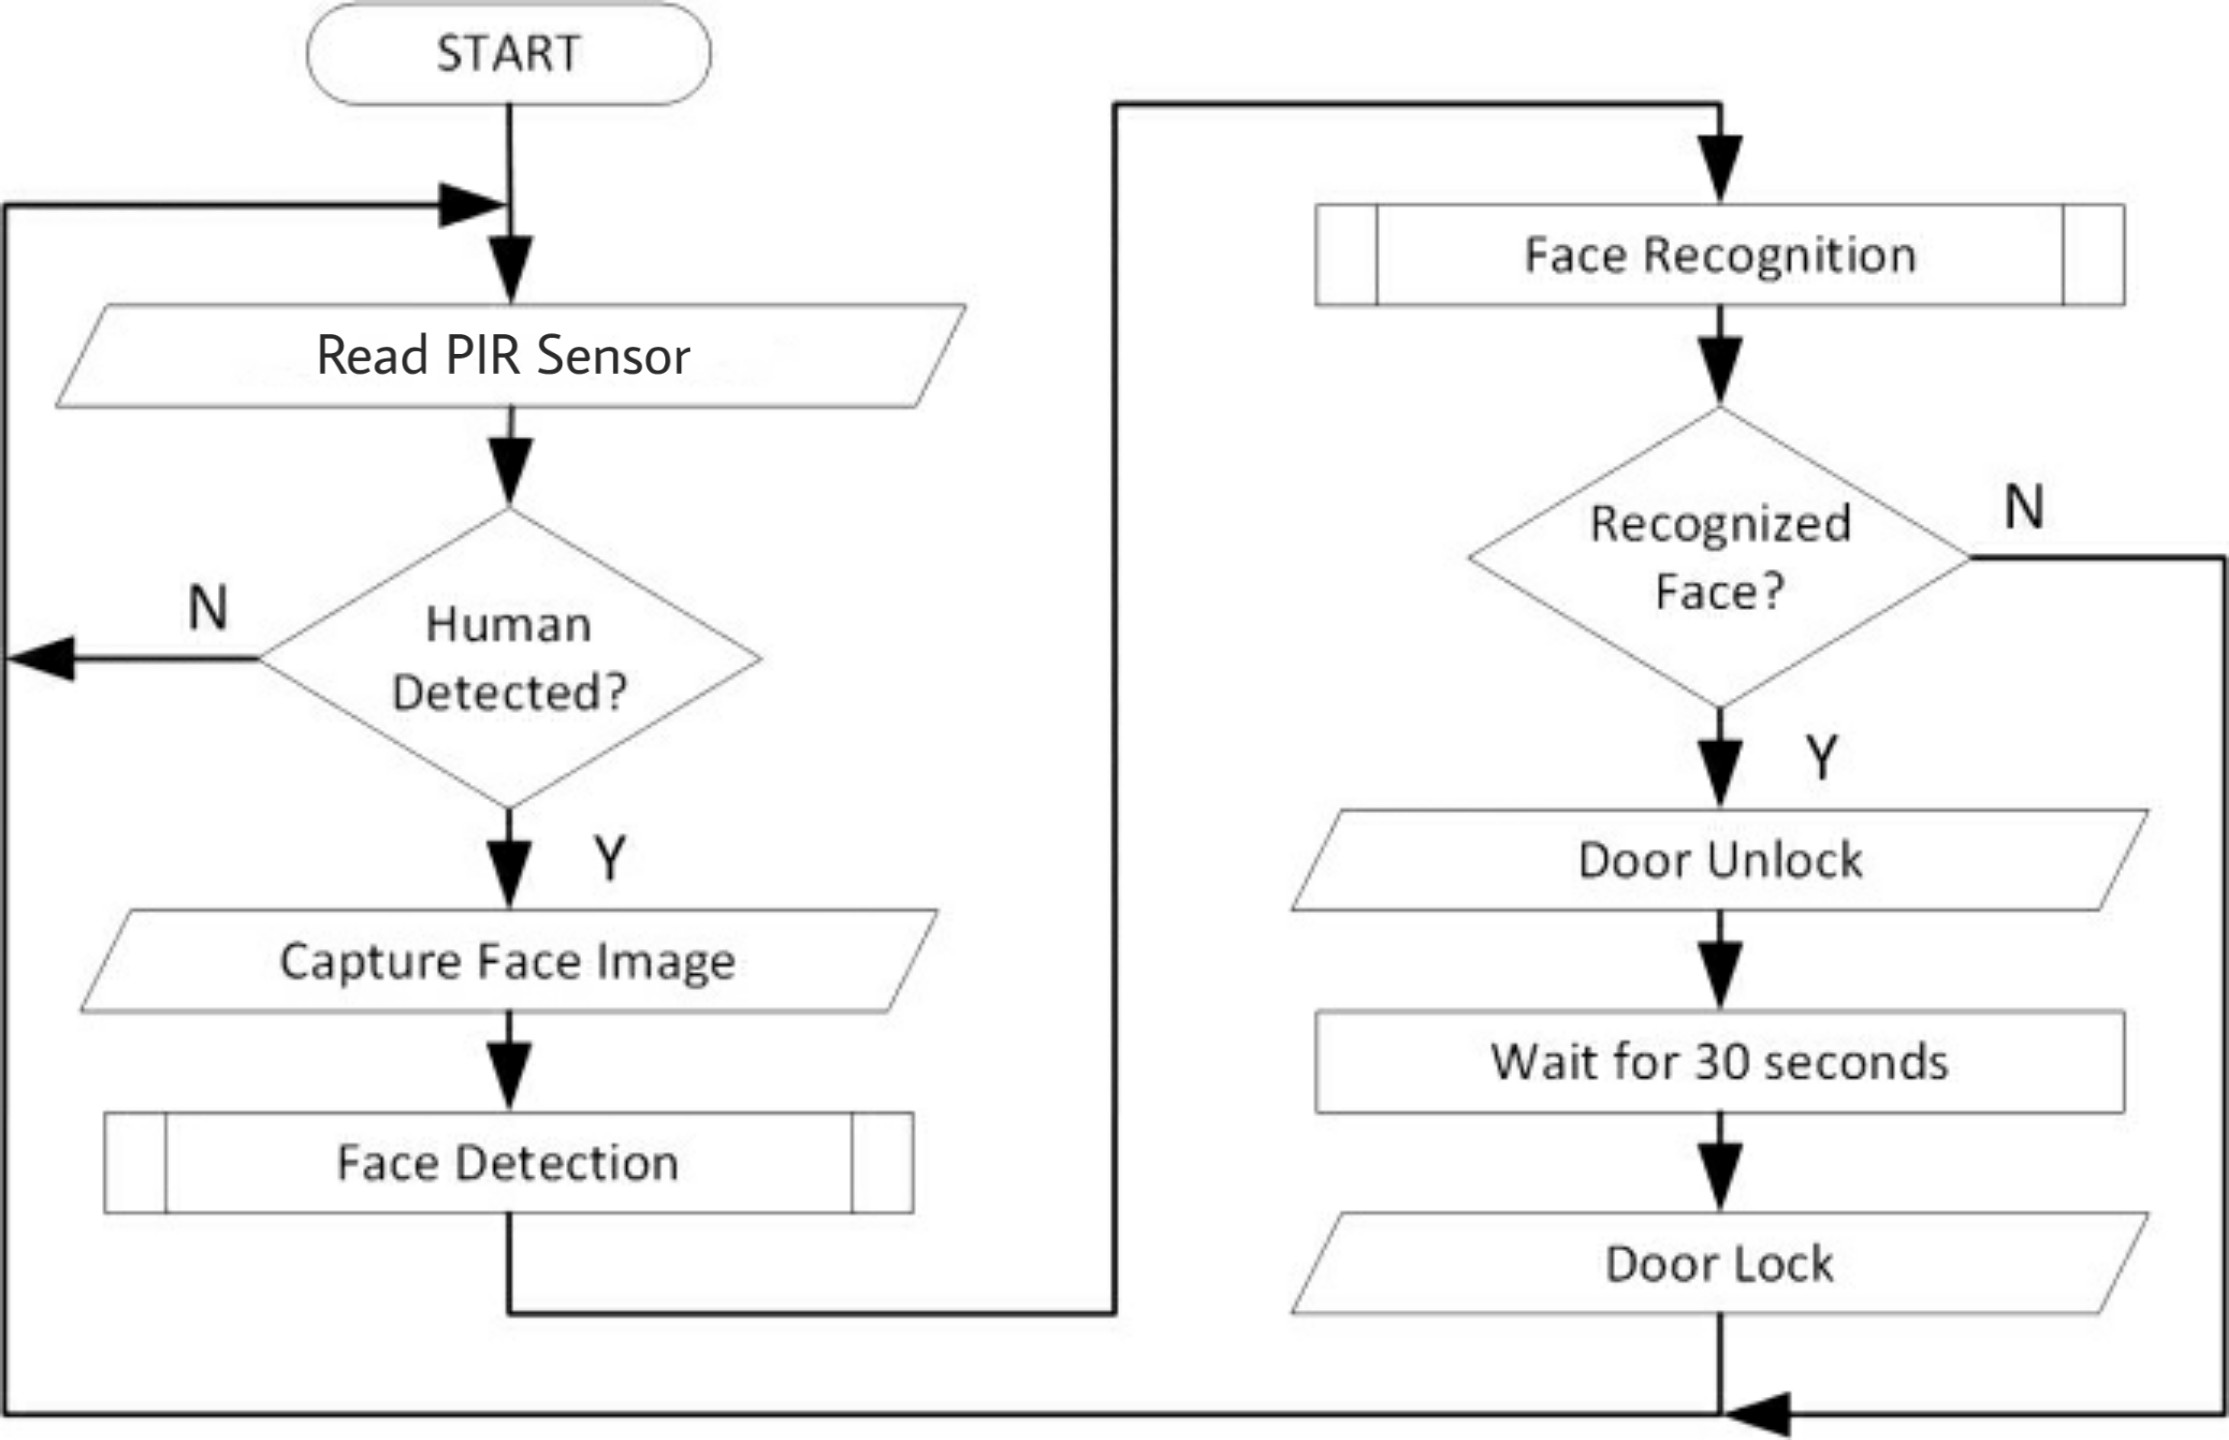 START
Read PIR Sensor
Human
Detected?
N
Y
Capture Face Image
Face Detection
Face Recognition
Recognized
Face?
N
Y
Door Unlock
Wait for 30 seconds
Door Lock